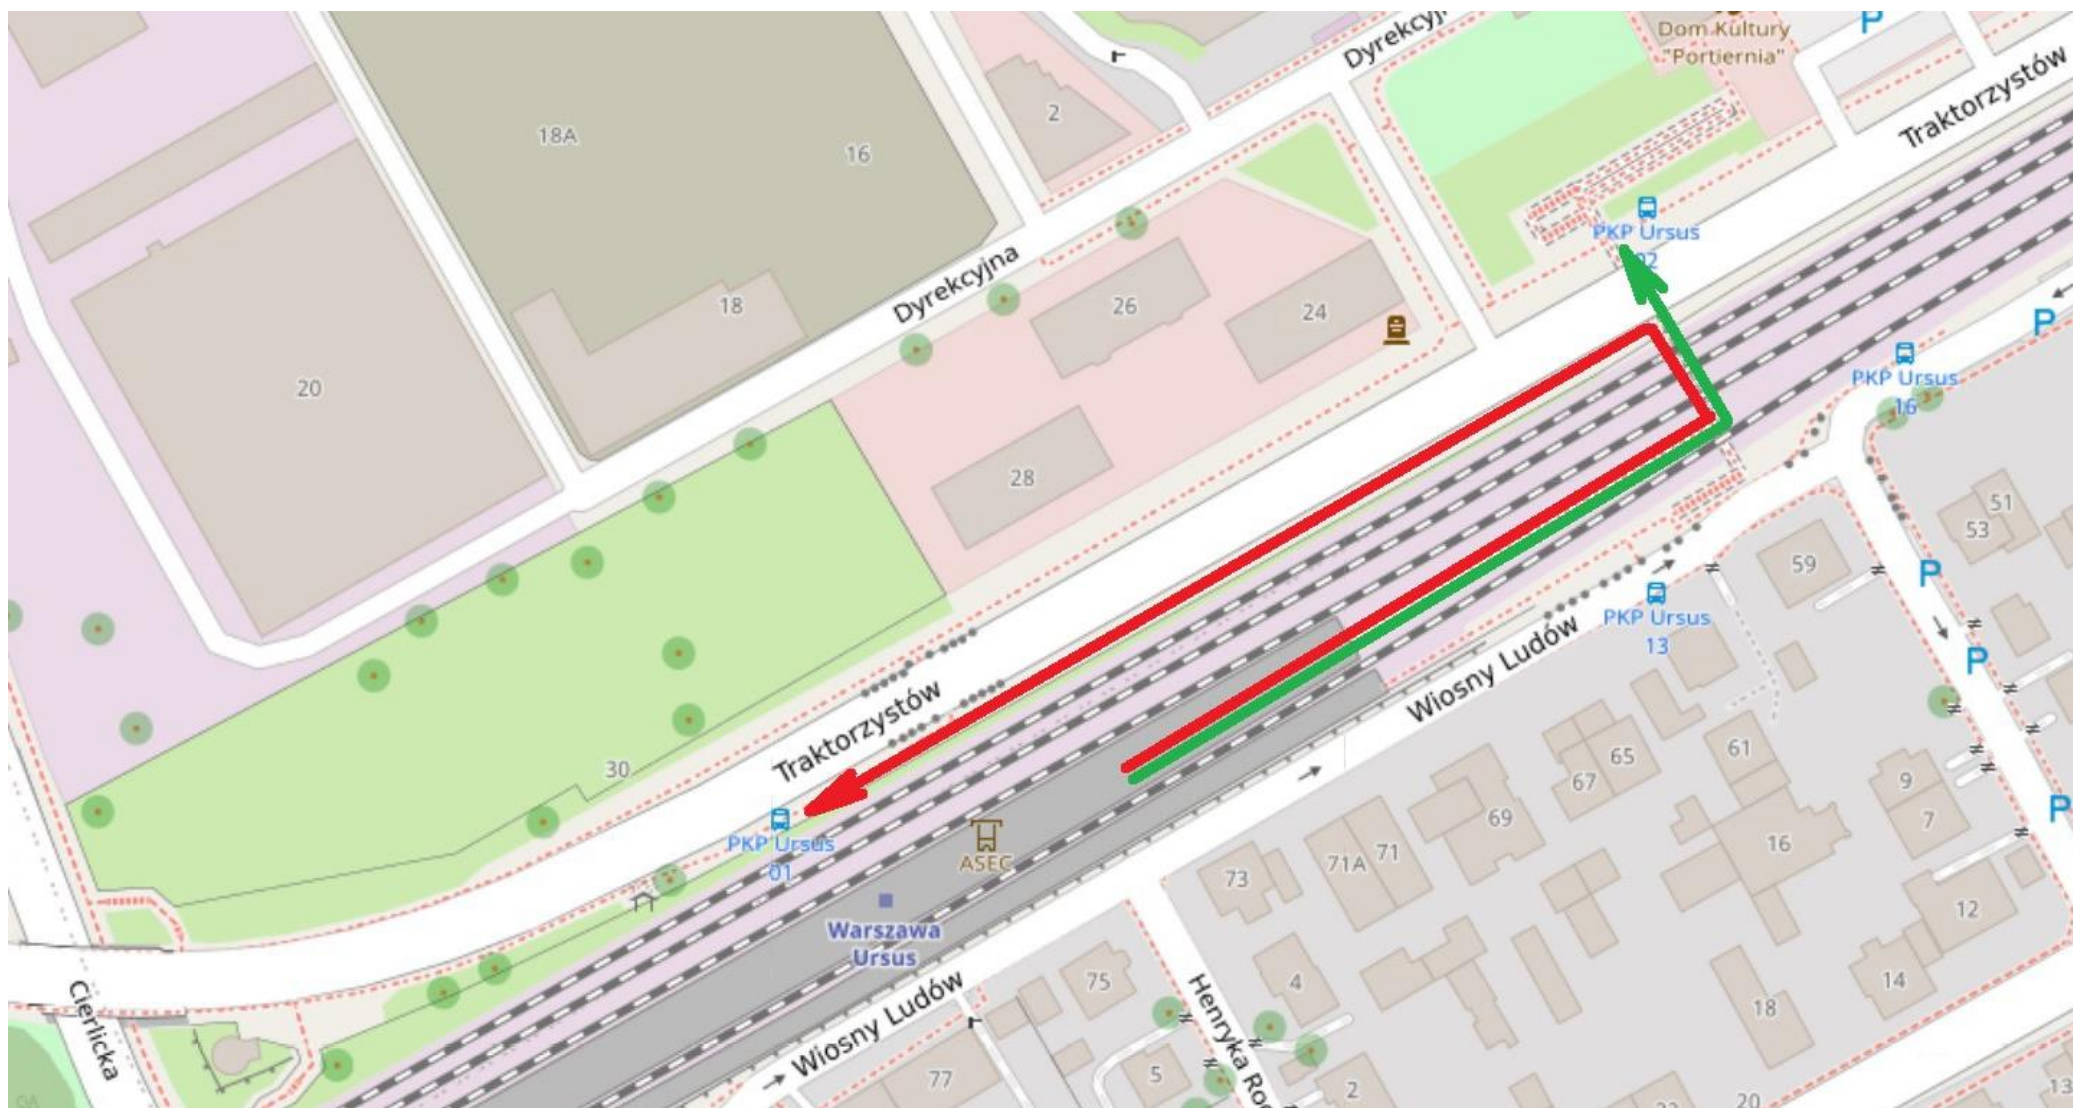 Dom Kultury
"Portiernia"
P
Dyrekcyj
Traktorzystów
2
18A
16
PKP Ursus
02
Dyrekcyjna
26
24
18
P
PKP Ursus
16
20
28
51
53
59
P
PKP Ursus
13
Wiosny Ludów
P
Traktorzystów
30
65
67
61
9
7
P
69
71
71A
16
73
PKP Ursus
01
ASEC
Warszawa
Ursus
12
14
75
4
18
Cierlicka
Wiosny Ludów
Henryka Ro
77
5
2
20
13